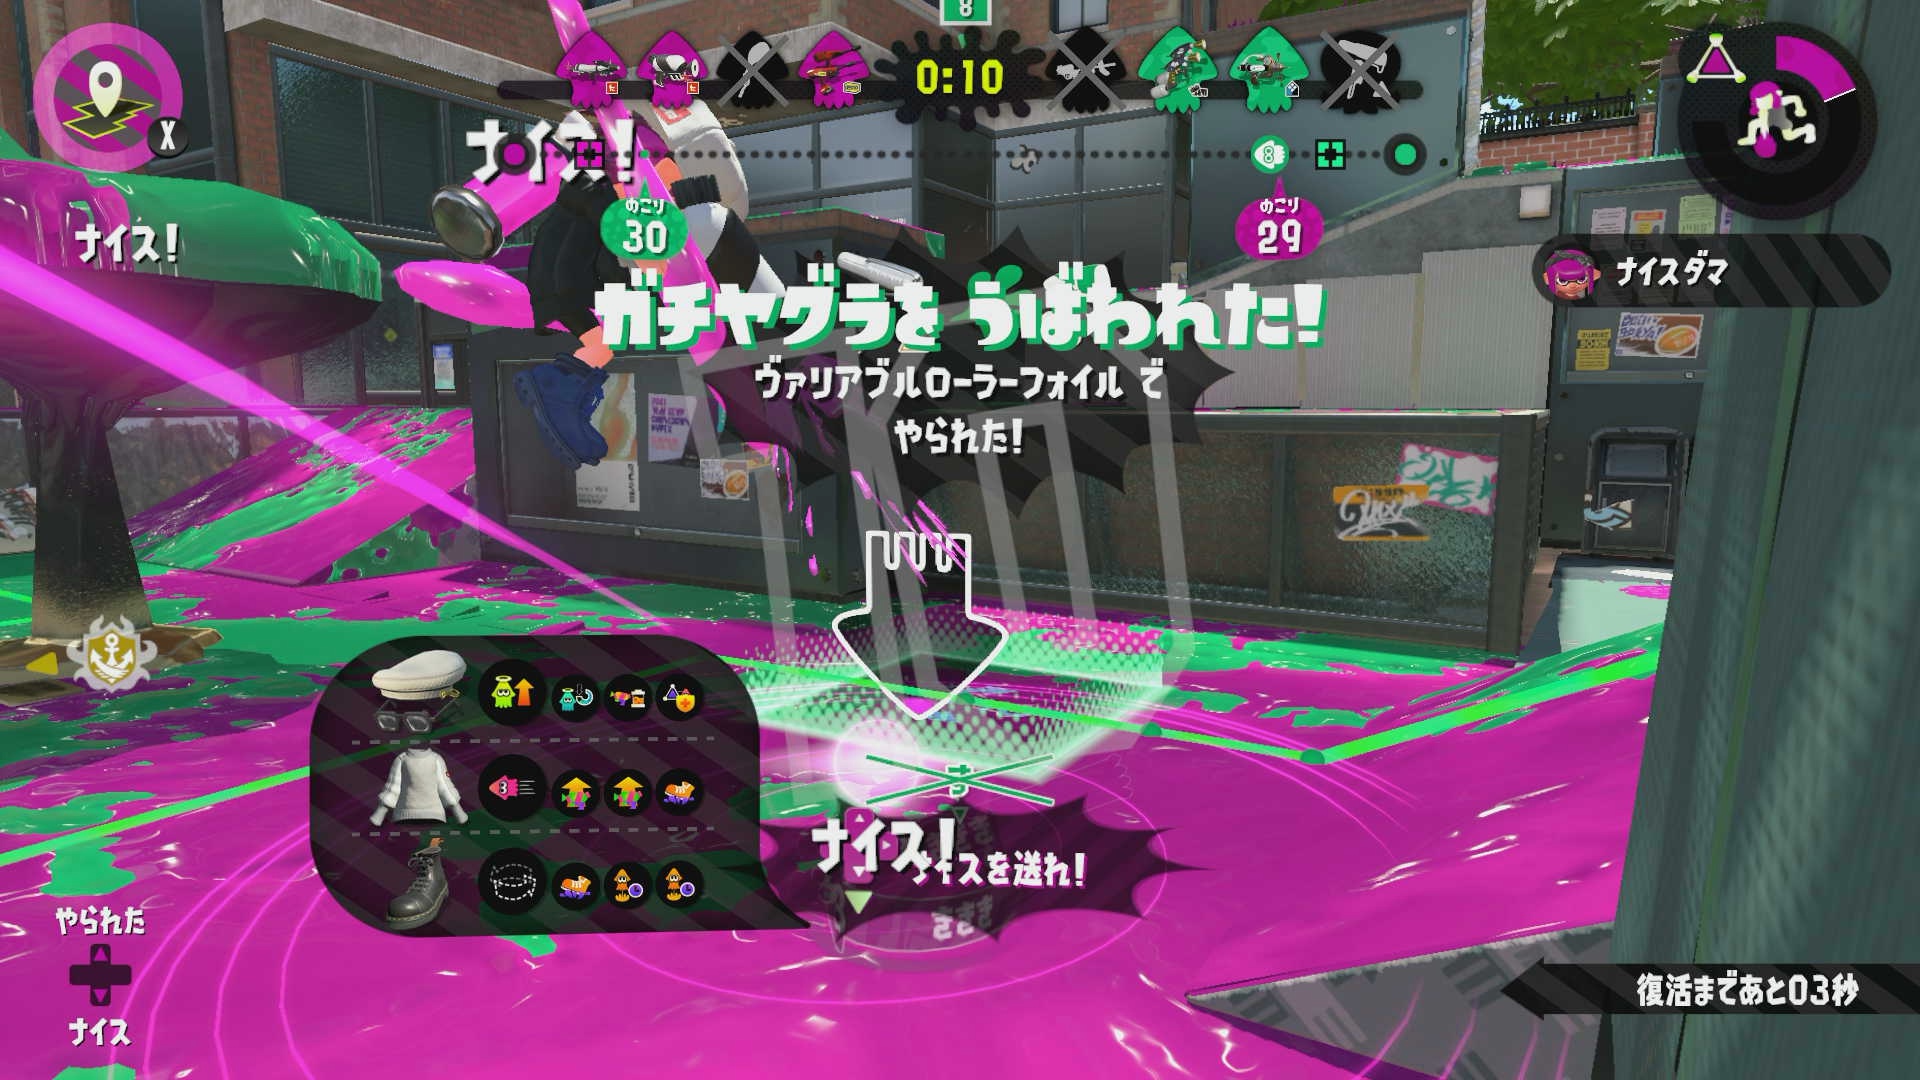 8
0:10
X
ナイス!
ナイス!
のこり
30
8
のこり
29
ナイスダマ
ガチヤグラを うばわれた!
ヴァリアブルローラーフォイル で
やられた!
3
ナイス!
ナイスを送れ!
やられた
ナイス
復活まであと03秒